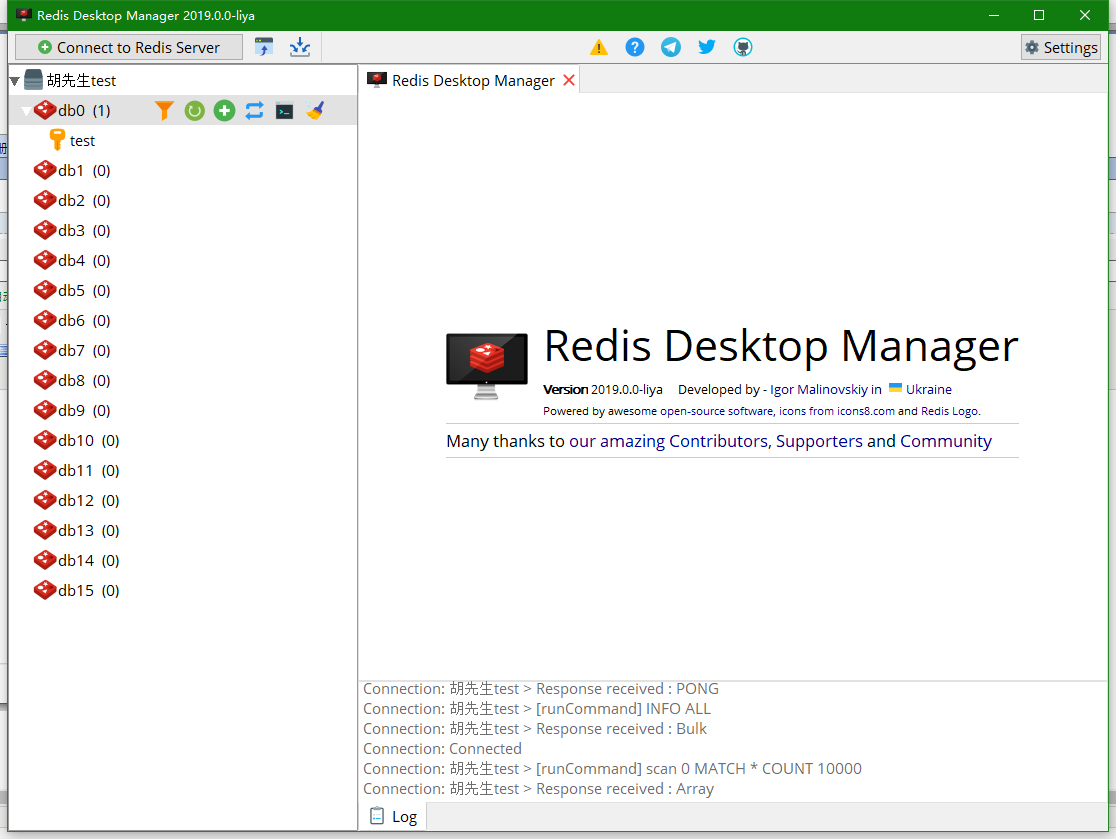 Redis Desktop Manager 2019.0.0-liya
Connect to Redis Server
Settings
胡先生test
db0 (1)
test
db1 (0)
db2 (0)
db3 (0)
db4 (0)
db5 (0)
db6 (0)
db7 (0)
db8 (0)
db9 (0)
db10 (0)
db11 (0)
db12 (0)
db13 (0)
db14 (0)
db15 (0)
Redis Desktop Manager
Redis Desktop Manager
Version 2019.0.0-liya Developed by - Igor Malinovskiy in Ukraine
Powered by awesome open-source software, icons from icons8.com and Redis Logo.
Many thanks to our amazing Contributors, Supporters and Community
Connection: 胡先生test > Response received : PONG
Connection: 胡先生test > [runCommand] INFO ALL
Connection: 胡先生test > Response received : Bulk
Connection: Connected
Connection: 胡先生test > [runCommand] scan 0 MATCH * COUNT 10000
Connection: 胡先生test > Response received : Array
Log